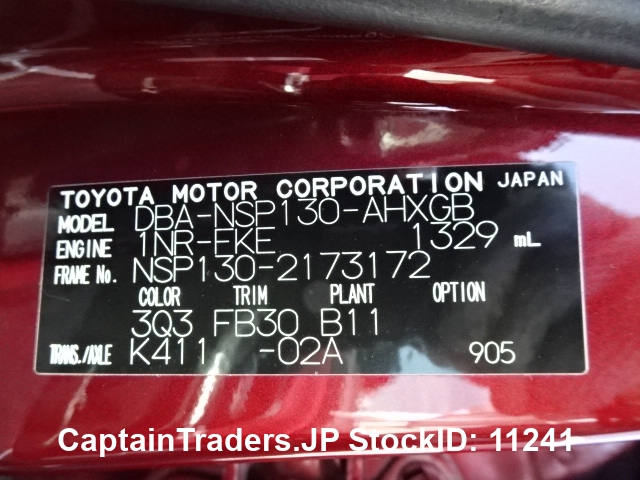 TOYOTA MOTOR CORPORATION JAPAN
MODEL DBA-NSP130-AHXGB
ENGINE 1NR-EKE 1329 mL
FRAME No. NSP130-2173172
COLOR TRIM PLANT OPTION
3Q3 FB30 B11
TRANS./AXLE K411 -02A 905
CaptainTraders.JP StockID: 11241